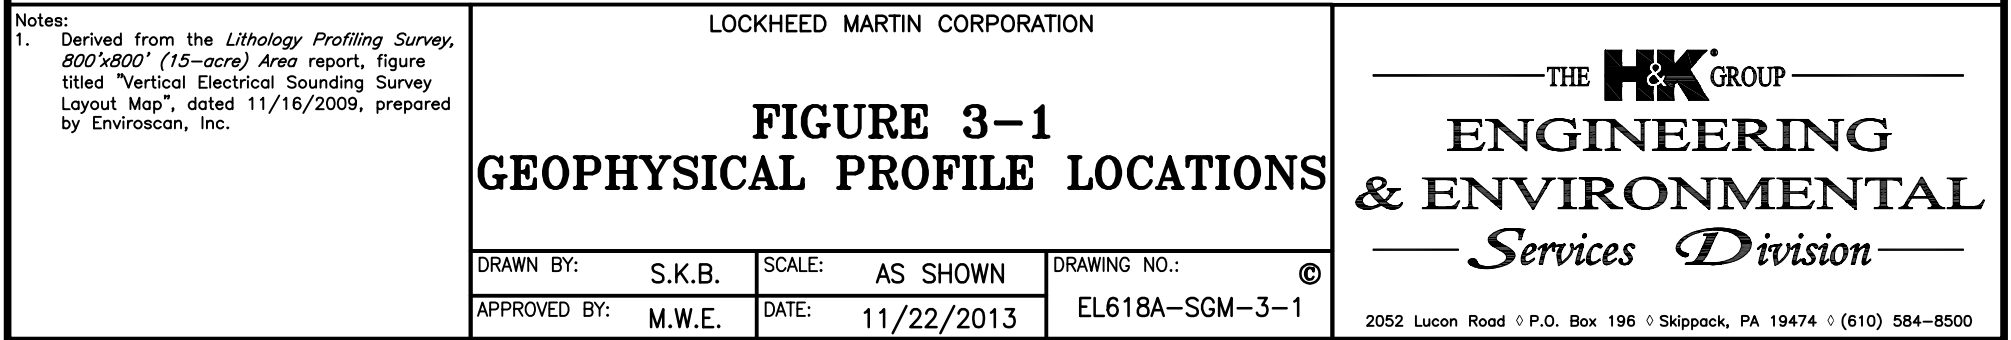 Notes:
1. Derived from the Lithology Profiling Survey,
800'x800' (15-acre) Area report, figure
titled "Vertical Electrical Sounding Survey
Layout Map", dated 11/16/2009, prepared
by Enviroscan, Inc.
LOCKHEED MARTIN CORPORATION
FIGURE 3-1
GEOPHYSICAL PROFILE LOCATIONS
DRAWN BY: S.K.B.
SCALE: AS SHOWN
DRAWING NO.: ©
EL618A-SGM-3-1
APPROVED BY: M.W.E.
DATE: 11/22/2013
THE H&K® GROUP
ENGINEERING
& ENVIRONMENTAL
Services Division
2052 Lucon Road ◊ P.O. Box 196 ◊ Skippack, PA 19474 ◊ (610) 584-8500